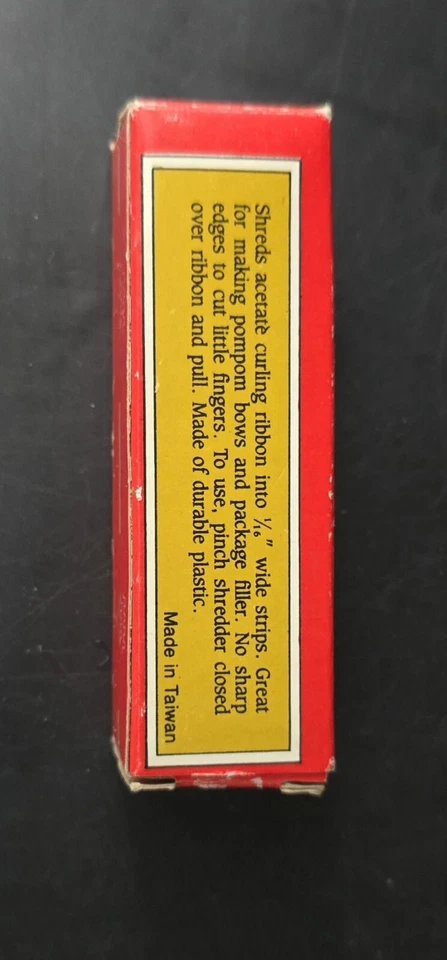 Shreds acetate curling ribbon into 1/16" wide strips. Great
for making pompom bows and package filler. No sharp
edges to cut little fingers. To use, pinch shredder closed
over ribbon and pull. Made of durable plastic.
Made in Taiwan